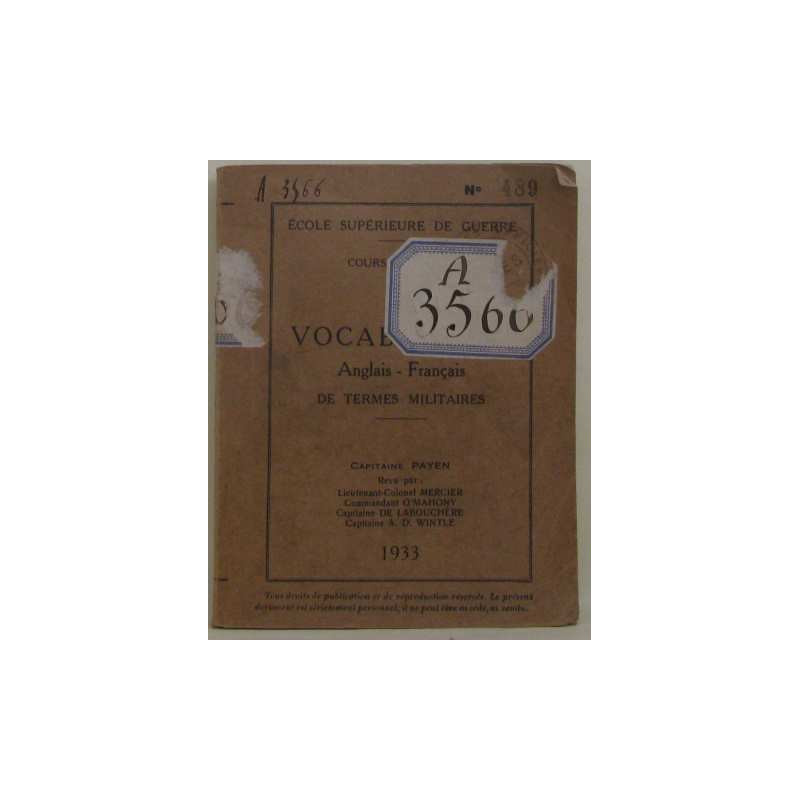 A 3566
N° 489
ÉCOLE SUPÉRIEURE DE GUERRE
COURS
A
3566
VOCAB
Anglais - Français
DE TERMES MILITAIRES
CAPITAINE PAYEN
Revu par :
Lieutenant-Colonel MERCIER
Commandant O'MAHONY
Capitaine DE LABOUCHÈRE
Capitaine A. D. WINTLE
1933
Tous droits de publication et de reproduction réservés. Le présent
document est strictement personnel, il ne peut être ni cédé, ni vendu.